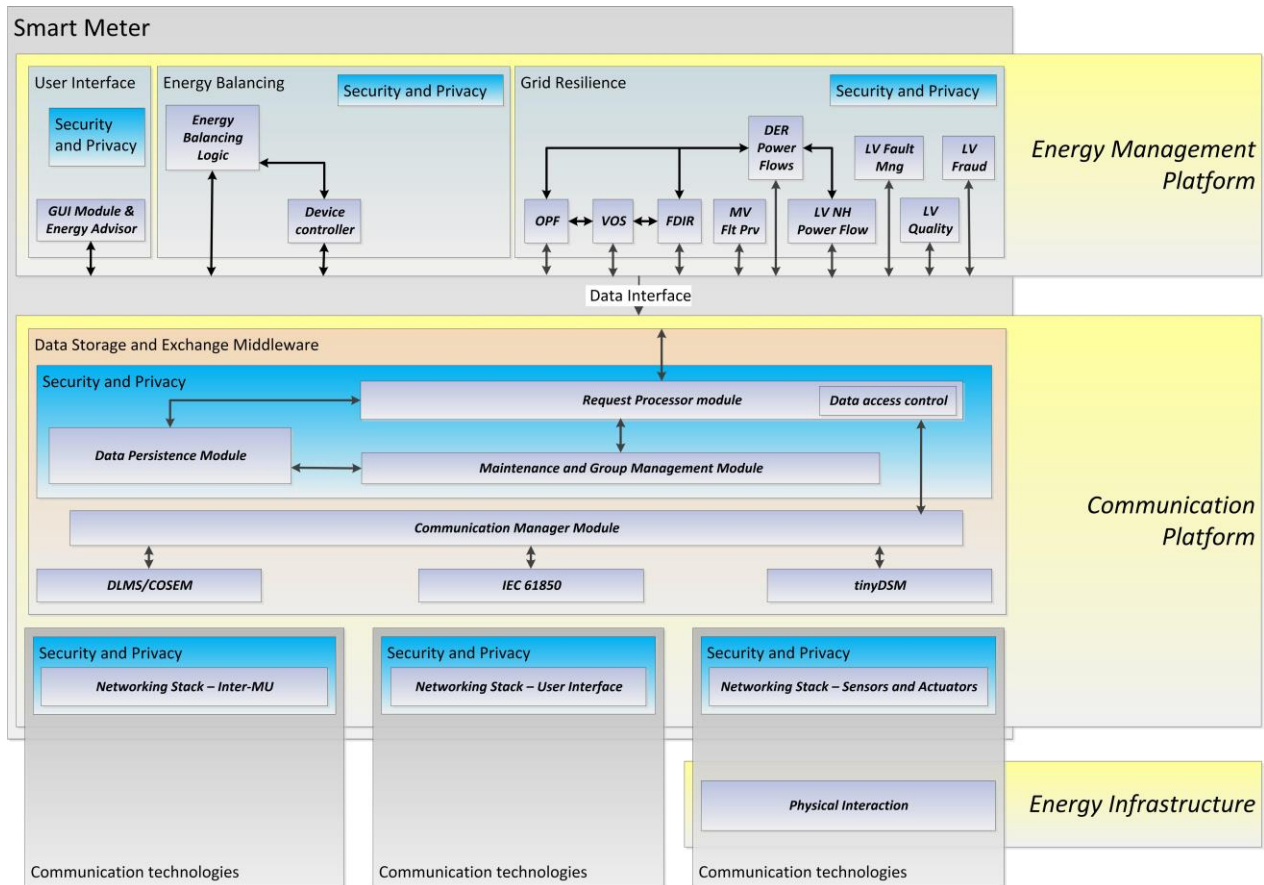 Smart Meter
User Interface
Energy Balancing
Security and Privacy
Grid Resilience
Security and Privacy
Security
and Privacy
Energy
Balancing
Logic
DER
Power
Flows
LV Fault
Mng
LV
Fraud
Energy Management
Platform
GUI Module &
Energy Advisor
Device
controller
OPF
VOS
FDIR
MV
Flt Prv
LV NH
Power Flow
LV
Quality
Data Interface
Data Storage and Exchange Middleware
Security and Privacy
Request Processor module
Data access control
Data Persistence Module
Maintenance and Group Management Module
Communication
Platform
Communication Manager Module
DLMS/COSEM
IEC 61850
tinyDSM
Security and Privacy
Networking Stack – Inter-MU
Security and Privacy
Networking Stack – User Interface
Security and Privacy
Networking Stack – Sensors and Actuators
Physical Interaction
Energy Infrastructure
Communication technologies
Communication technologies
Communication technologies